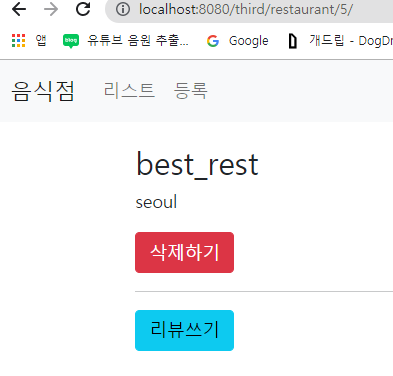 localhost:8080/third/restaurant/5/
앱 blog 유튜브 음원 추출... G Google 개드립 - DogDr
음식점 리스트 등록
best_rest
seoul
삭제하기
리뷰쓰기